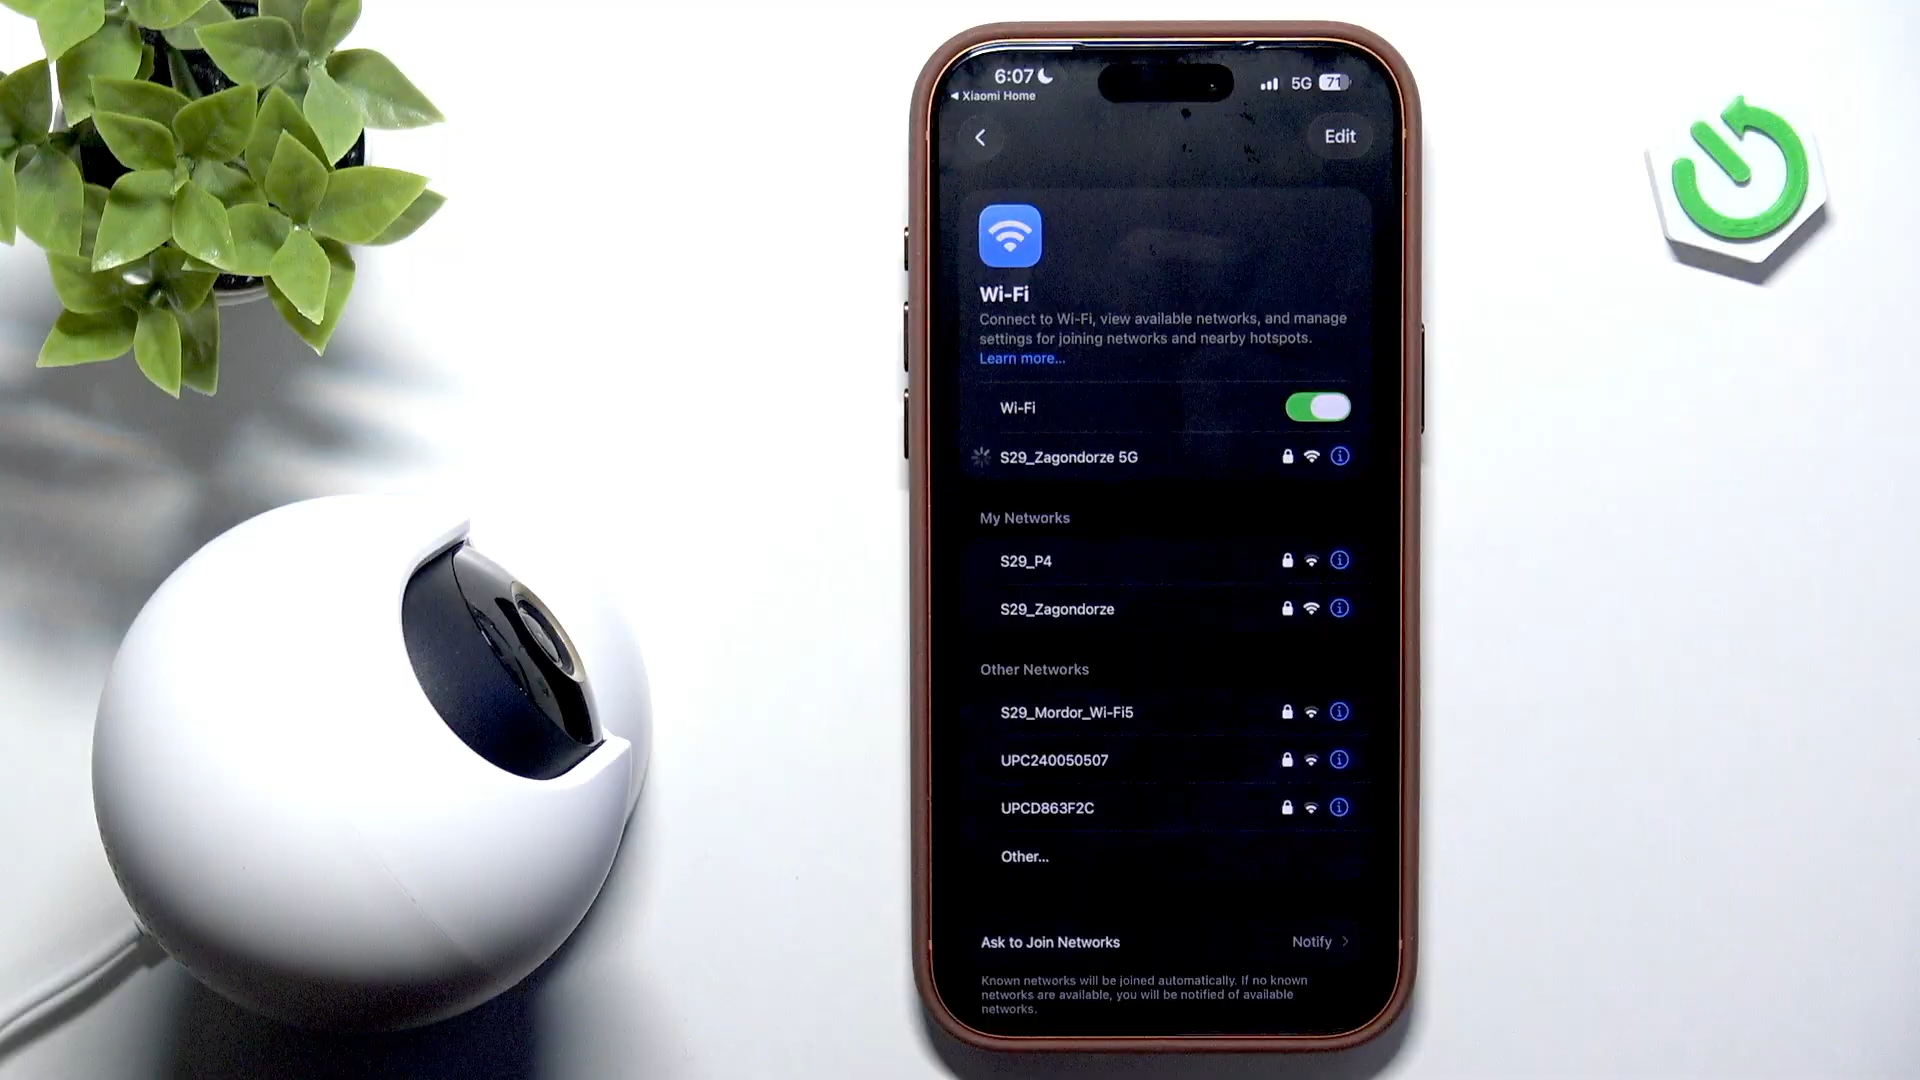 6:07
5G 71
Xiaomi Home
Edit
Wi-Fi
Connect to Wi-Fi, view available networks, and manage
settings for joining networks and nearby hotspots.
Learn more...
Wi-Fi
S29_Zagondorze 5G
My Networks
S29_P4
S29_Zagondorze
Other Networks
S29_Mordor_Wi-Fi5
UPC240050507
UPCD863F2C
Other...
Ask to Join Networks Notify
Known networks will be joined automatically. If no known
networks are available, you will be notified of available
networks.